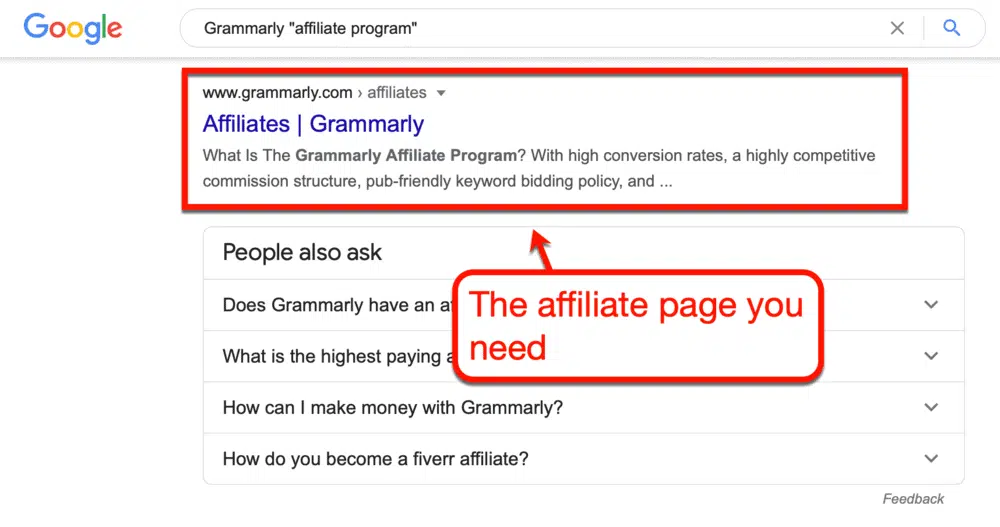 Google
Grammarly "affiliate program"
www.grammarly.com › affiliates
Affiliates | Grammarly
What Is The Grammarly Affiliate Program? With high conversion rates, a highly competitive
commission structure, pub-friendly keyword bidding policy, and ...
People also ask
Does Grammarly have an
The affiliate page you
need
What is the highest paying
How can I make money with Grammarly?
How do you become a fiverr affiliate?
Feedback